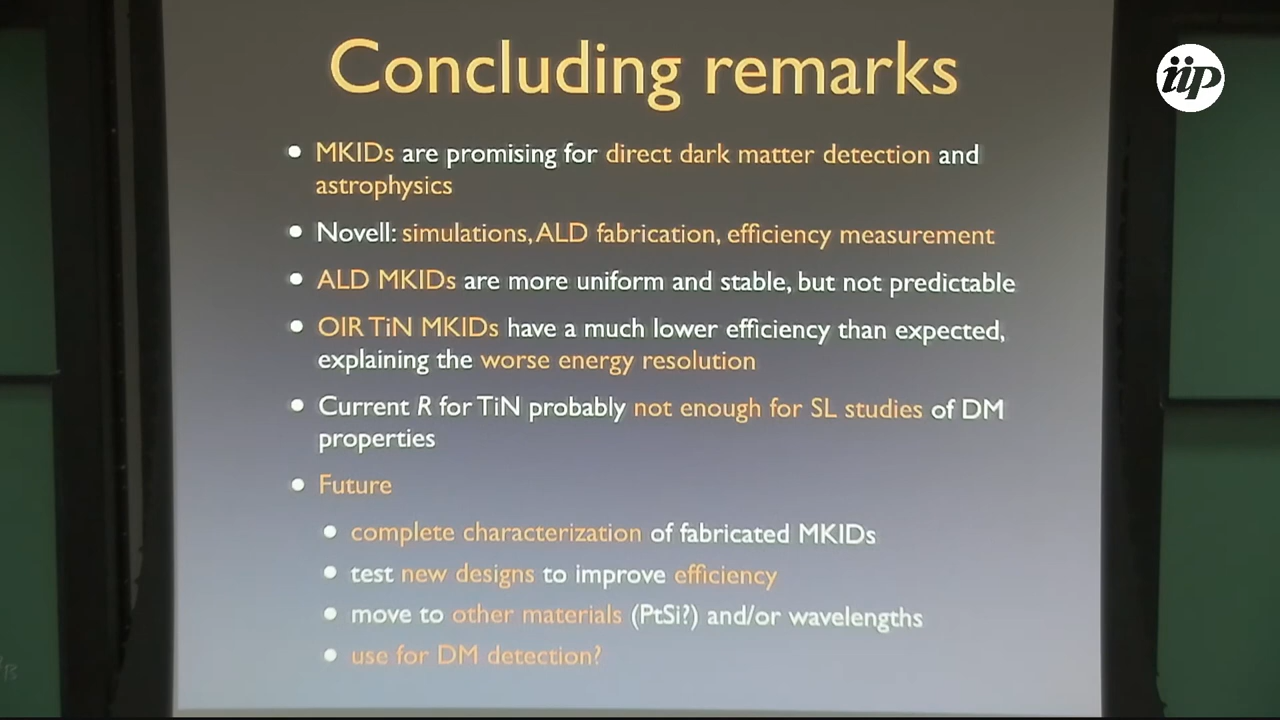 Concluding remarks
iip
MKIDs are promising for direct dark matter detection and
astrophysics
Novell: simulations, ALD fabrication, efficiency measurement
ALD MKIDs are more uniform and stable, but not predictable
OIR TiN MKIDs have a much lower efficiency than expected,
explaining the worse energy resolution
Current R for TiN probably not enough for SL studies of DM
properties
Future
complete characterization of fabricated MKIDs
test new designs to improve efficiency
move to other materials (PtSi?) and/or wavelengths
use for DM detection?